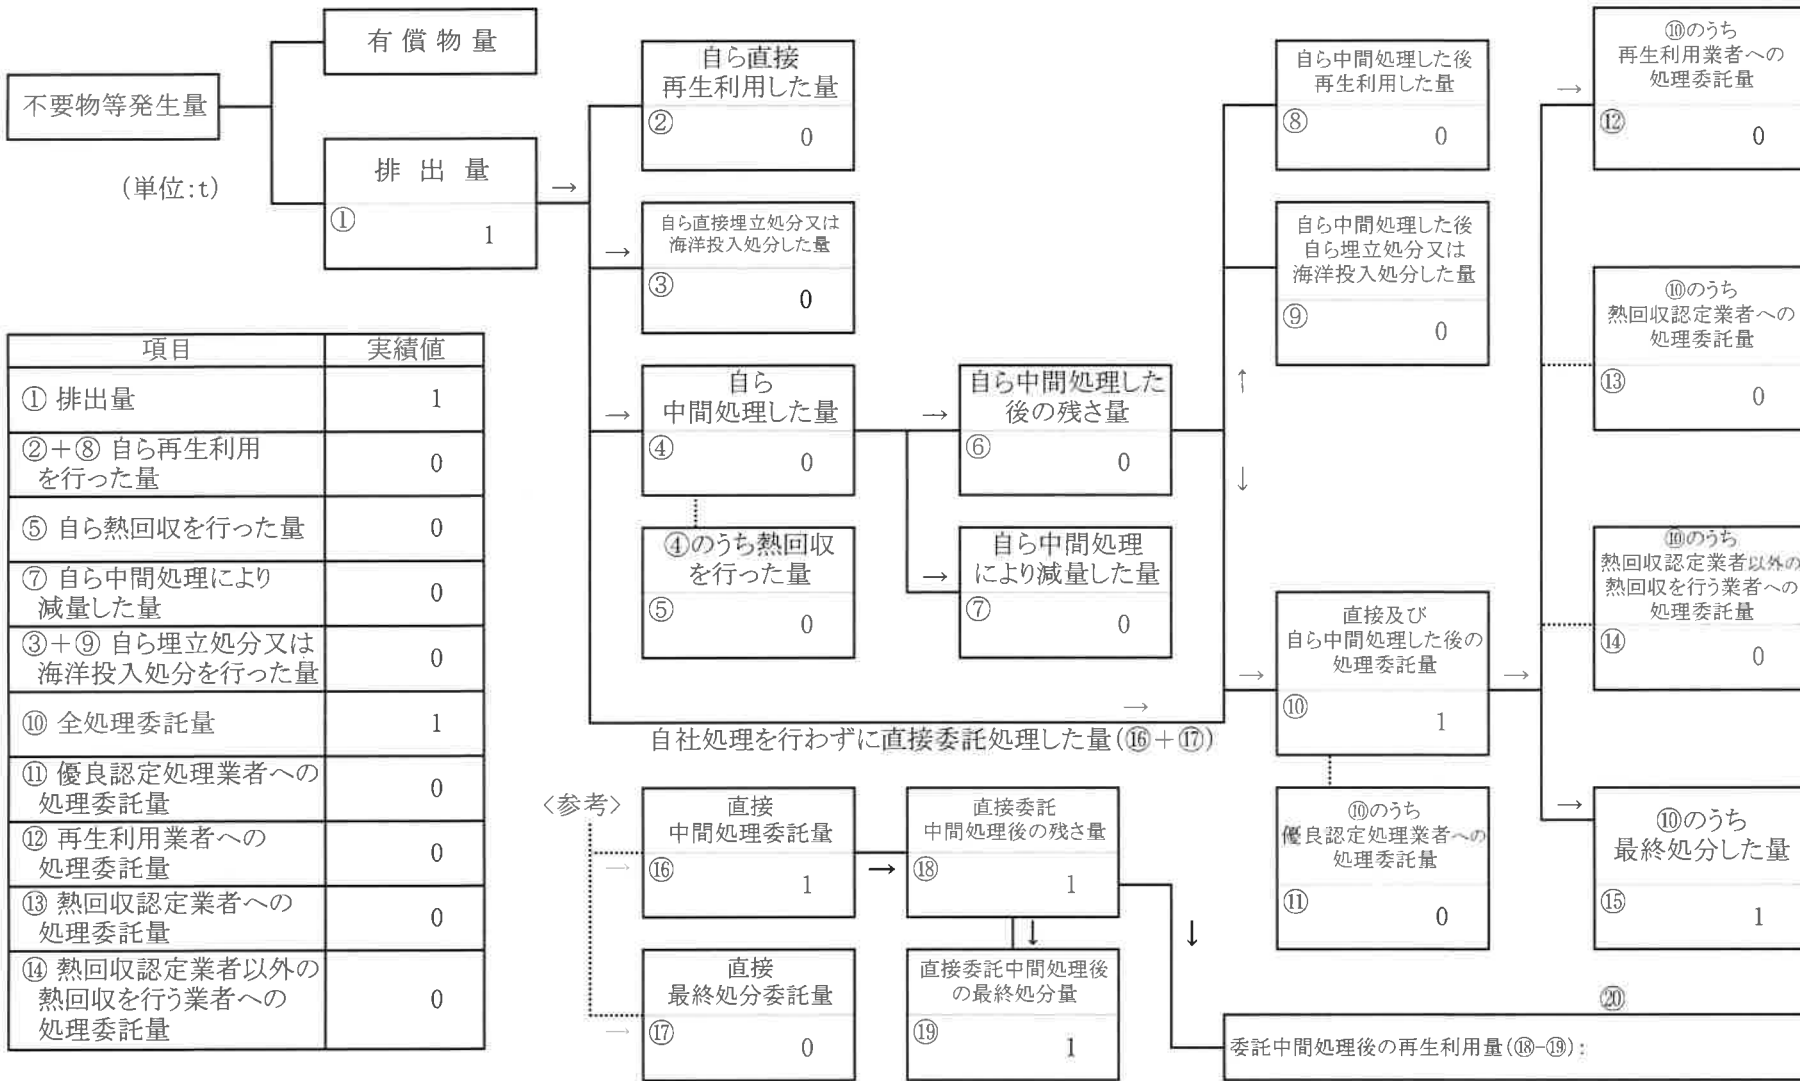 不要物等発生量
(単位:t)
有償物量
排出量
①
1
→
自ら直接
再生利用した量
②
0
→
自ら直接埋立処分又は
海洋投入処分した量
③
0
→
自ら
中間処理した量
④
0
④のうち熱回収
を行った量
⑤
0
→
自ら中間処理した
後の残さ量
⑥
0
→
自ら中間処理
により減量した量
⑦
0
自ら中間処理した後
再生利用した量
⑧
0
自ら中間処理した後
自ら埋立処分又は
海洋投入処分した量
⑨
0
↑
↓
→
自社処理を行わずに直接委託処理した量(⑯+⑰)
→
直接及び
自ら中間処理した後の
処理委託量
⑩
1
→
⑩のうち
優良認定処理業者への
処理委託量
⑪
0
→
⑩のうち
再生利用業者への
処理委託量
⑫
0
⑩のうち
熱回収認定業者への
処理委託量
⑬
0
⑩のうち
熱回収認定業者以外の
熱回収を行う業者への
処理委託量
⑭
0
→
⑩のうち
最終処分した量
⑮
1
項目 実績値
① 排出量 1
②+⑧ 自ら再生利用
を行った量 0
⑤ 自ら熱回収を行った量 0
⑦ 自ら中間処理により
減量した量 0
③+⑨ 自ら埋立処分又は
海洋投入処分を行った量 0
⑩ 全処理委託量 1
⑪ 優良認定処理業者への
処理委託量 0
⑫ 再生利用業者への
処理委託量 0
⑬ 熱回収認定業者への
処理委託量 0
⑭ 熱回収認定業者以外の
熱回収を行う業者への
処理委託量 0
〈参考〉
→
直接
中間処理委託量
⑯
1
→
直接委託
中間処理後の残さ量
⑱
1
→
直接
最終処分委託量
⑰
0
↓
直接委託中間処理後
の最終処分量
⑲
1
↓
⑳
委託中間処理後の再生利用量(⑱-⑲):